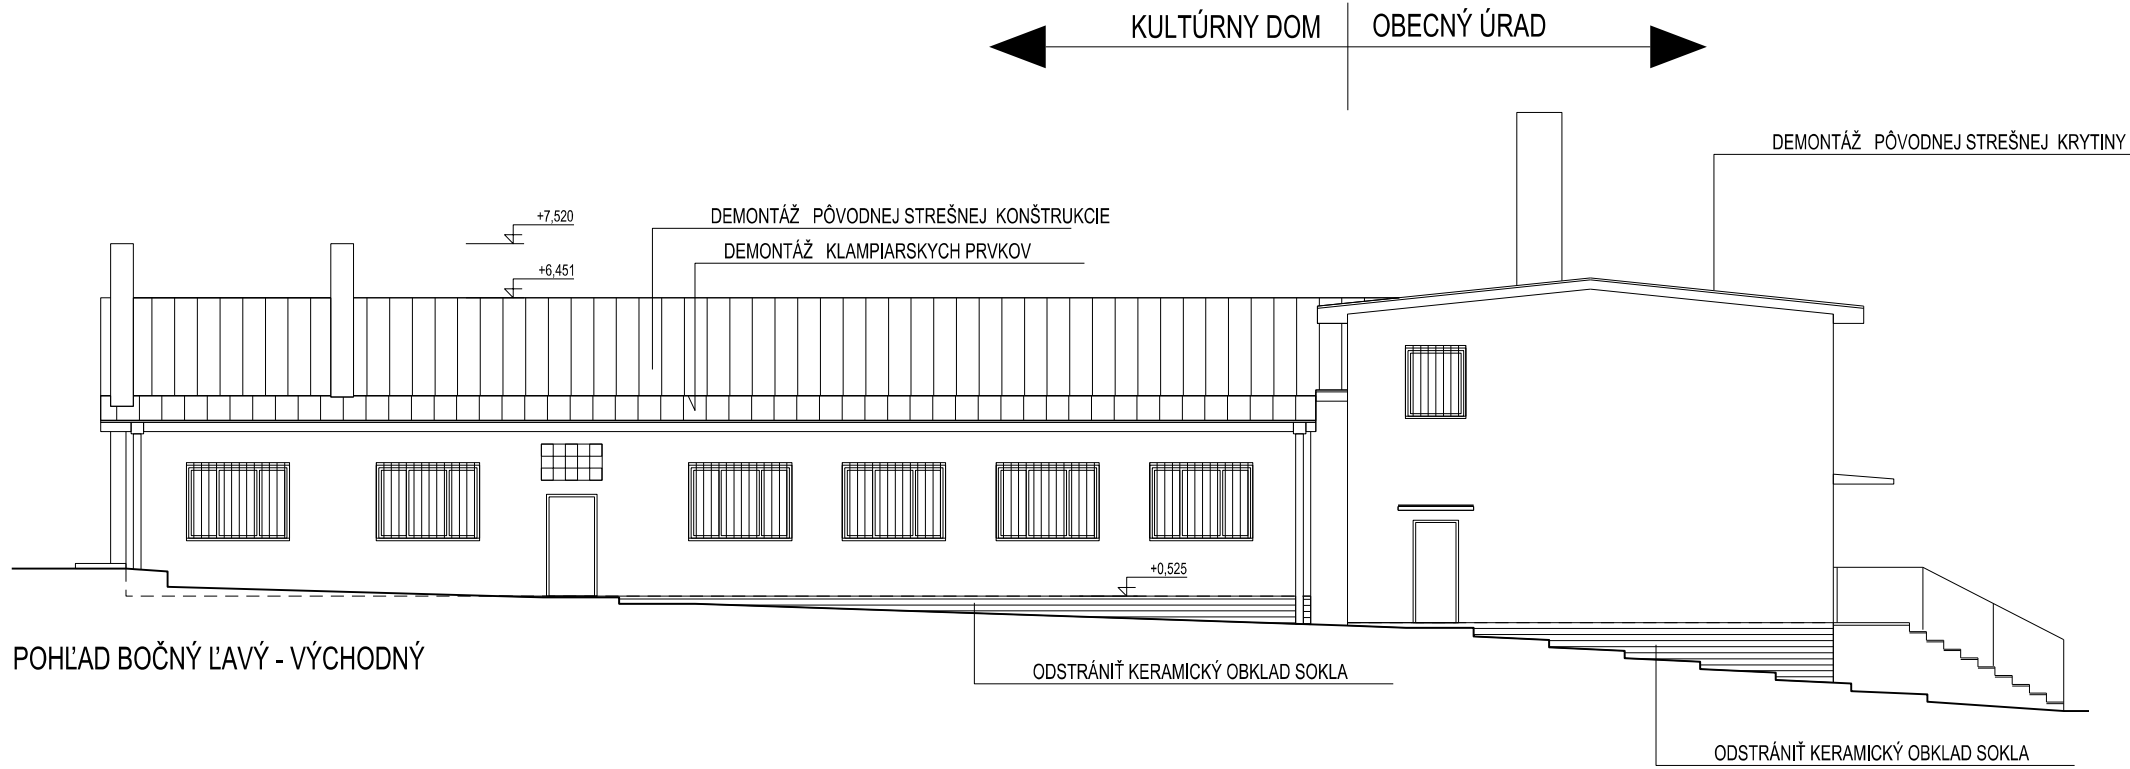 KULTÚRNY DOM
OBECNÝ ÚRAD
DEMONTÁŽ PÔVODNEJ STREŠNEJ KRYTINY
+7,520
DEMONTÁŽ PÔVODNEJ STREŠNEJ KONŠTRUKCIE
DEMONTÁŽ KLAMPIARSKYCH PRVKOV
+6,451
+0,525
POHĽAD BOČNÝ ĽAVÝ - VÝCHODNÝ
ODSTRÁNIŤ KERAMICKÝ OBKLAD SOKLA
ODSTRÁNIŤ KERAMICKÝ OBKLAD SOKLA